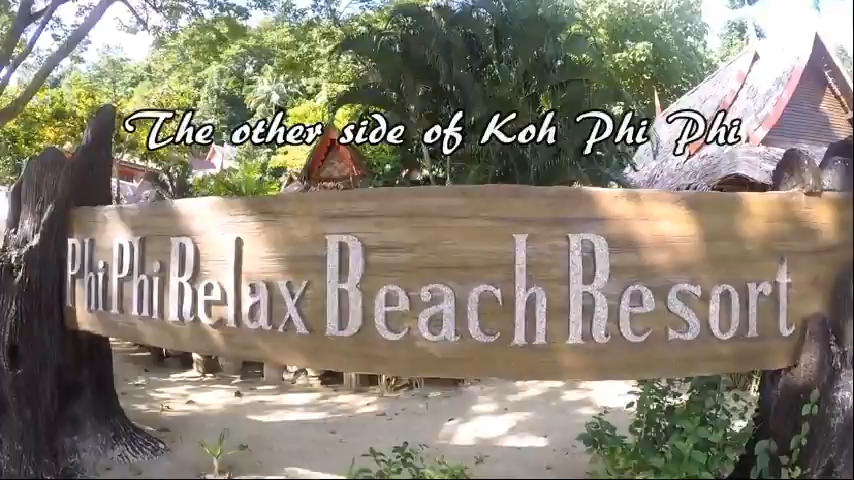 The other side of Koh Phi Phi
Phi Phi Relax Beach Resort